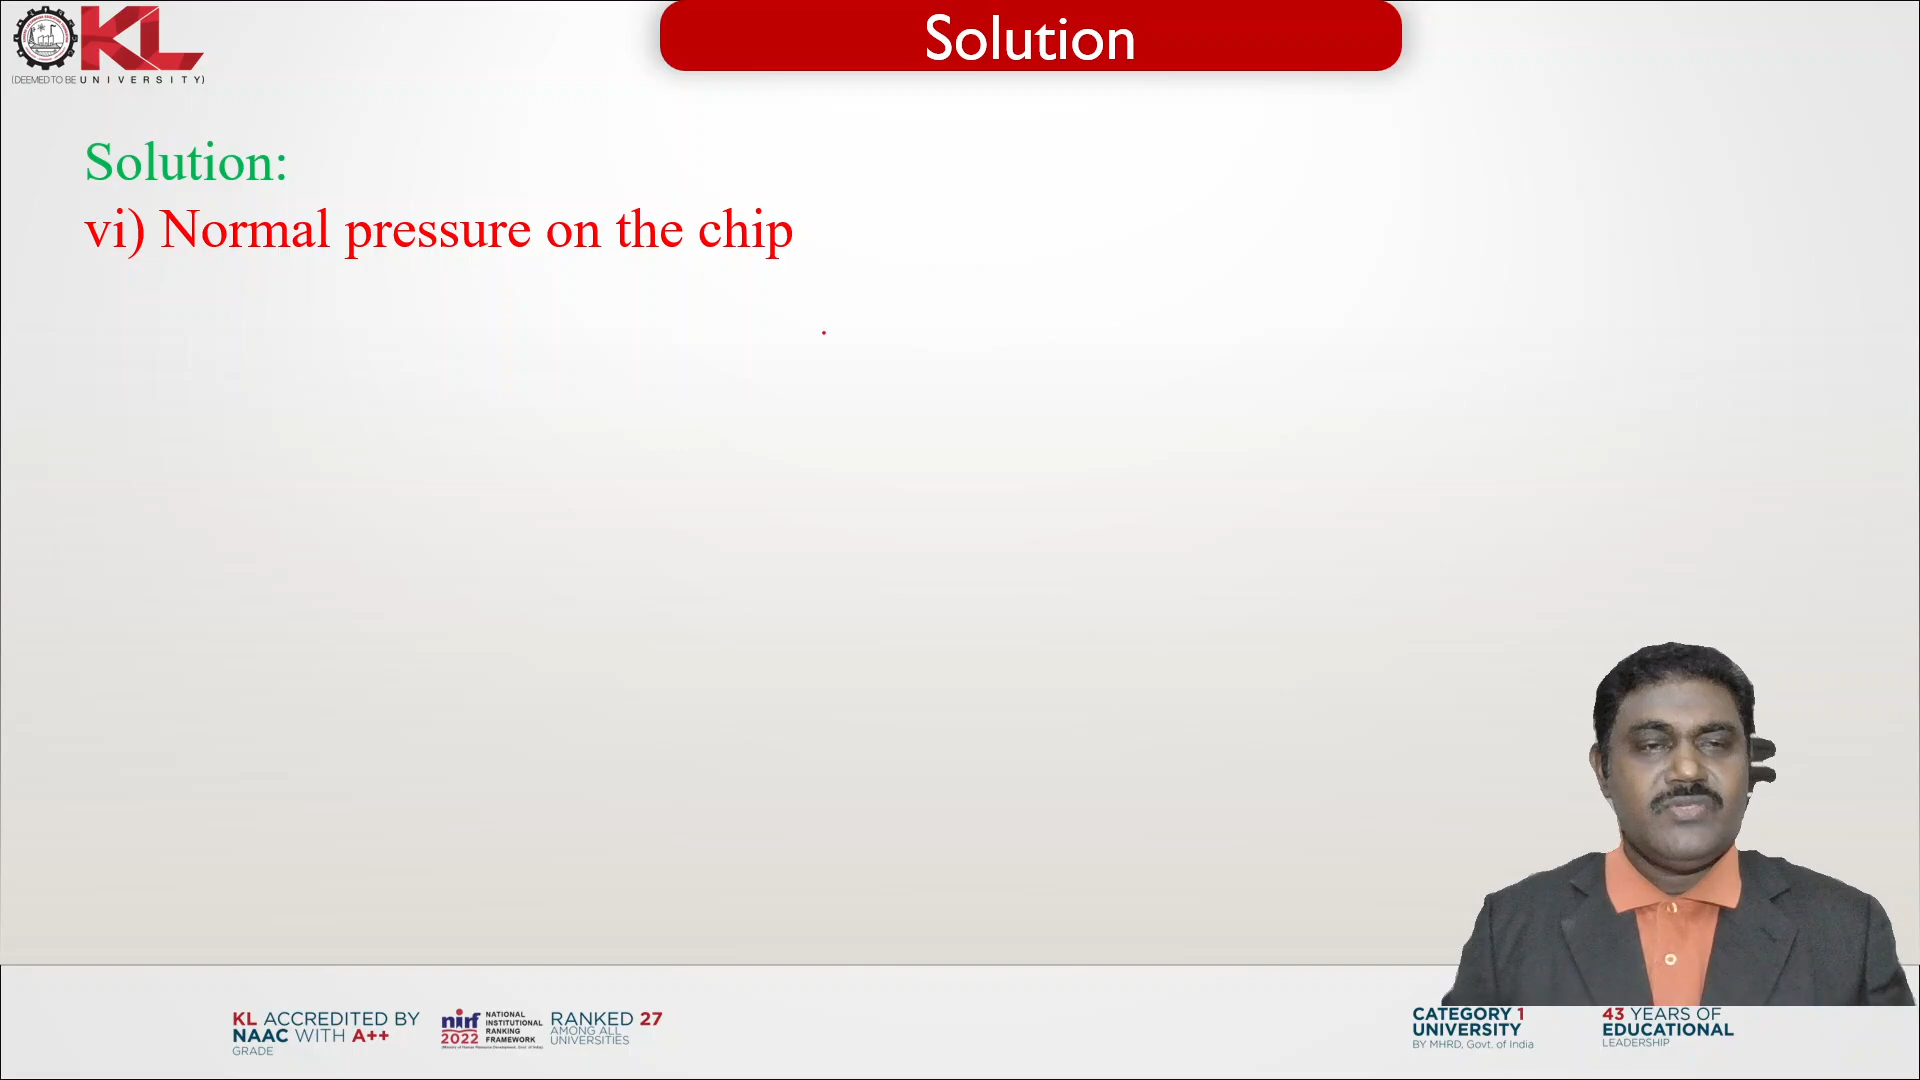 Solution
KL
(DEEMED TO BE UNIVERSITY)
Solution:
vi) Normal pressure on the chip
KL ACCREDITED BY
NAAC WITH A++
GRADE
nirf
2022
NATIONAL
INSTITUTIONAL
RANKING
FRAMEWORK
RANKED 27
AMONG ALL
UNIVERSITIES
CATEGORY 1
UNIVERSITY
BY MHRD, Govt. of India
43 YEARS OF
EDUCATIONAL
LEADERSHIP